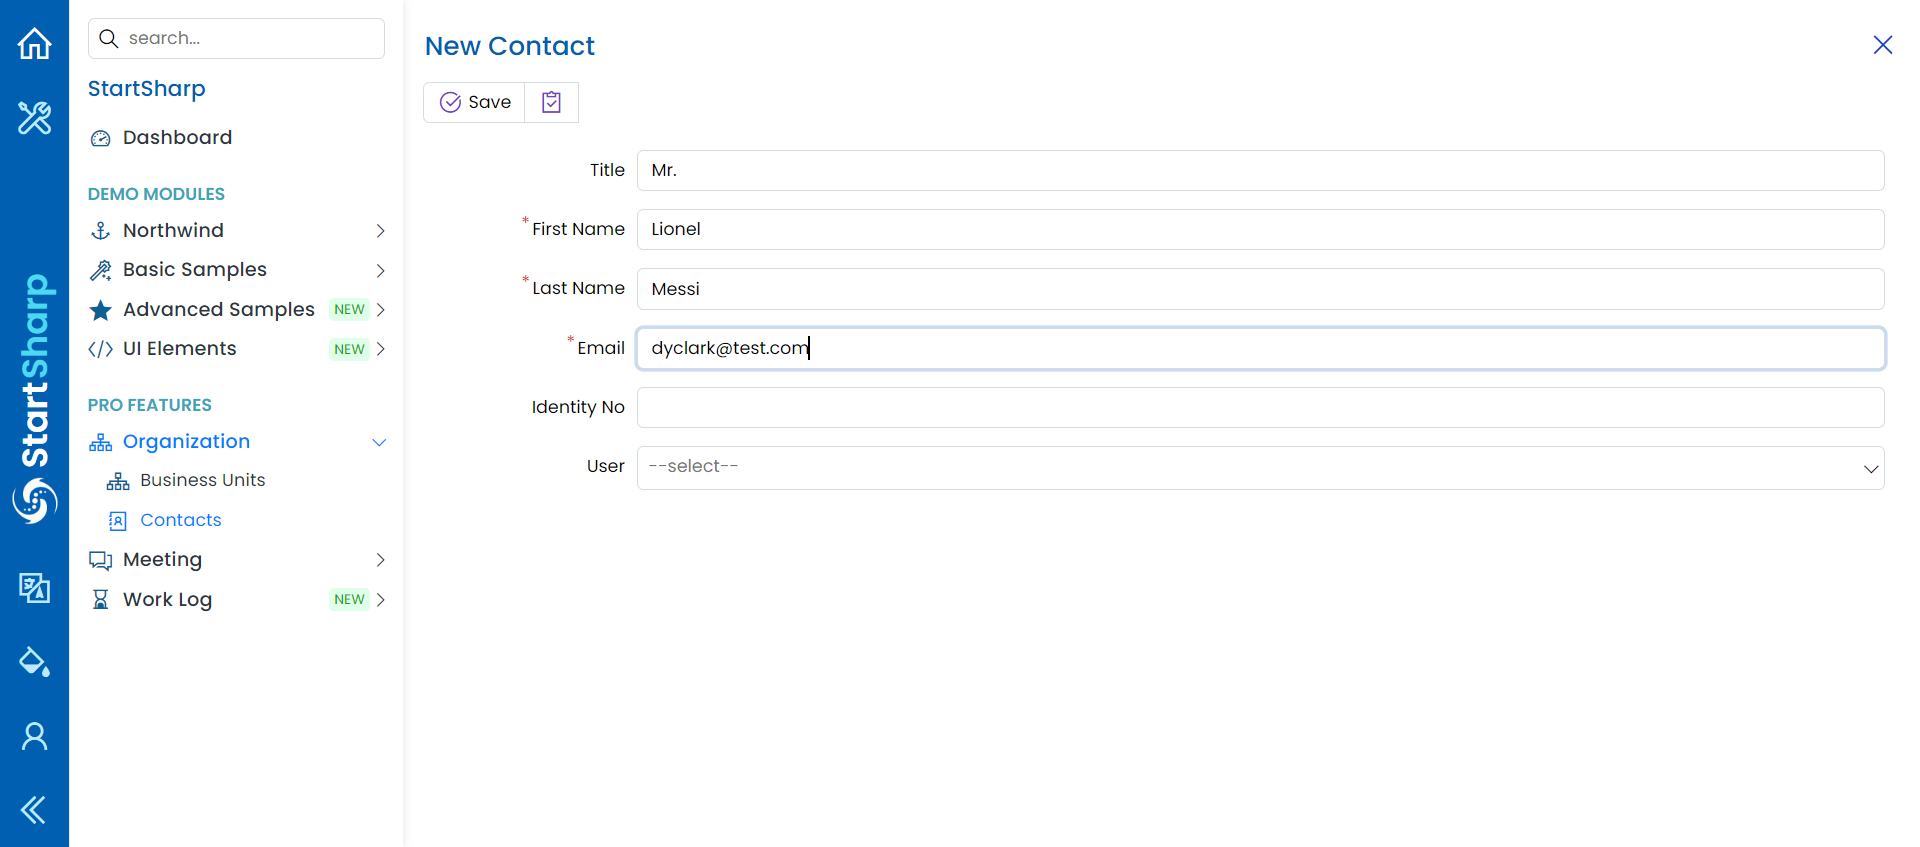 search...
StartSharp
Dashboard
DEMO MODULES
Northwind
Basic Samples
Advanced Samples NEW
UI Elements NEW
PRO FEATURES
Organization
Business Units
Contacts
Meeting
Work Log NEW
StartSharp
New Contact
Save
Title Mr.
* First Name Lionel
* Last Name Messi
* Email dyclark@test.com
Identity No
User --select--